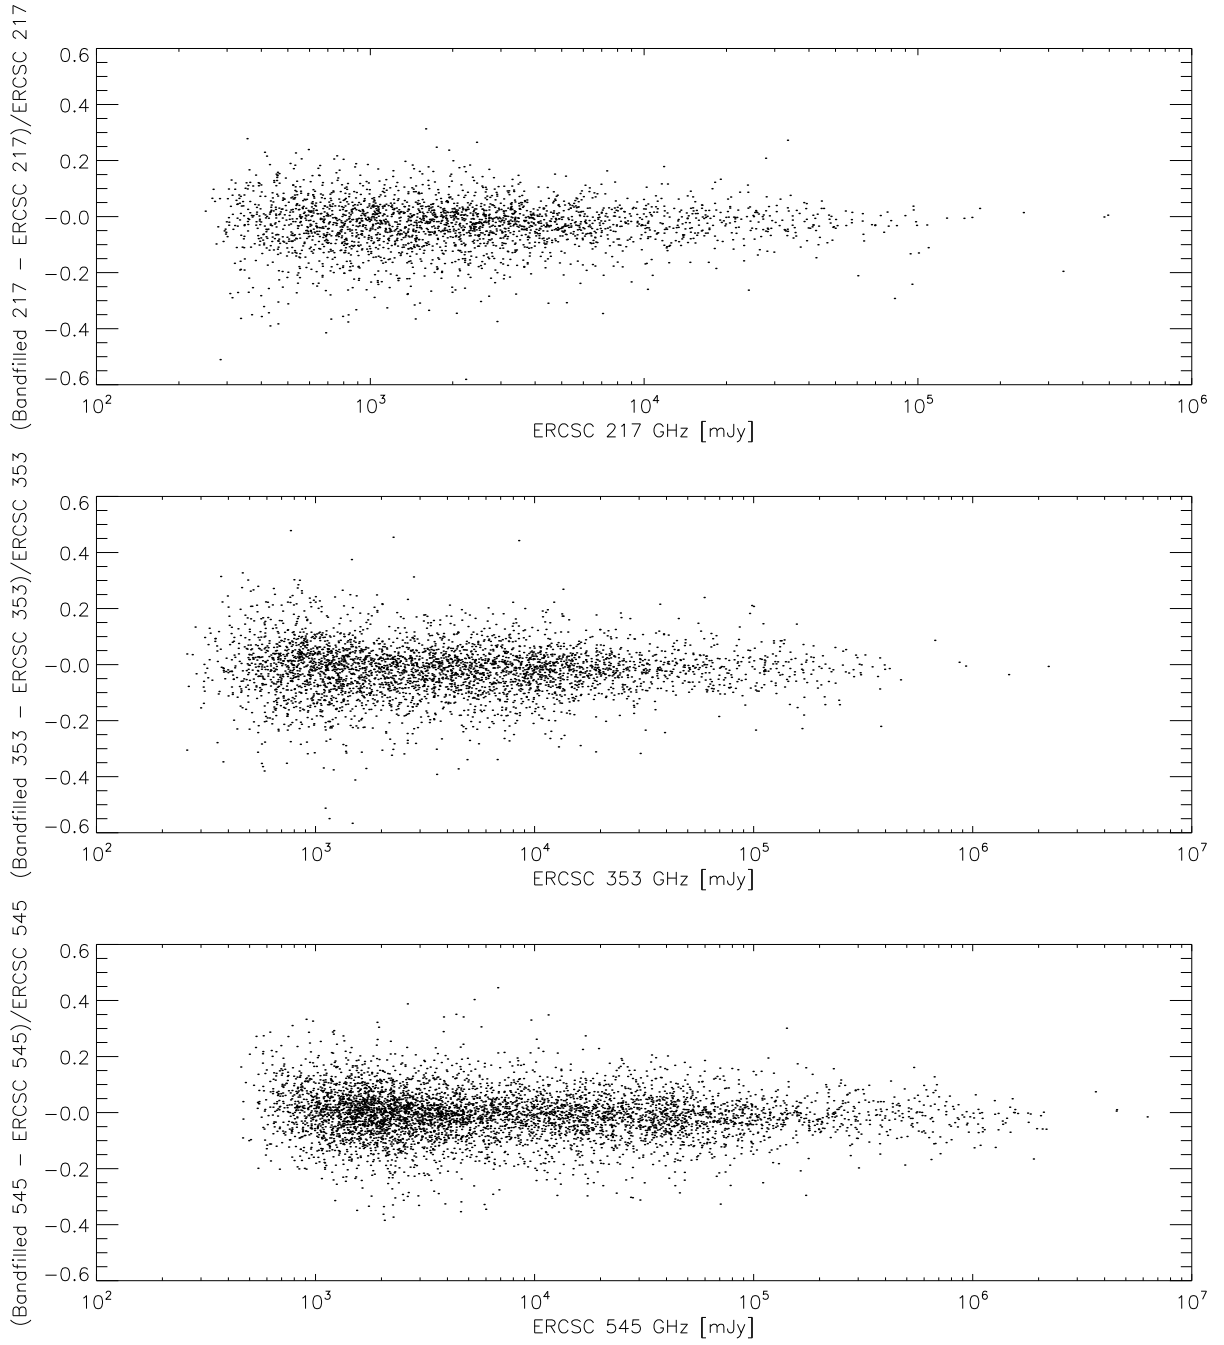 (Bandfilled 217 − ERCSC 217)/ERCSC 217
0.6
0.4
0.2
−0.0
−0.2
−0.4
−0.6
10² 10³ 10⁴ 10⁵ 10⁶
ERCSC 217 GHz [mJy]
(Bandfilled 353 − ERCSC 353)/ERCSC 353
0.6
0.4
0.2
−0.0
−0.2
−0.4
−0.6
10² 10³ 10⁴ 10⁵ 10⁶ 10⁷
ERCSC 353 GHz [mJy]
(Bandfilled 545 − ERCSC 545)/ERCSC 545
0.6
0.4
0.2
−0.0
−0.2
−0.4
−0.6
10² 10³ 10⁴ 10⁵ 10⁶ 10⁷
ERCSC 545 GHz [mJy]